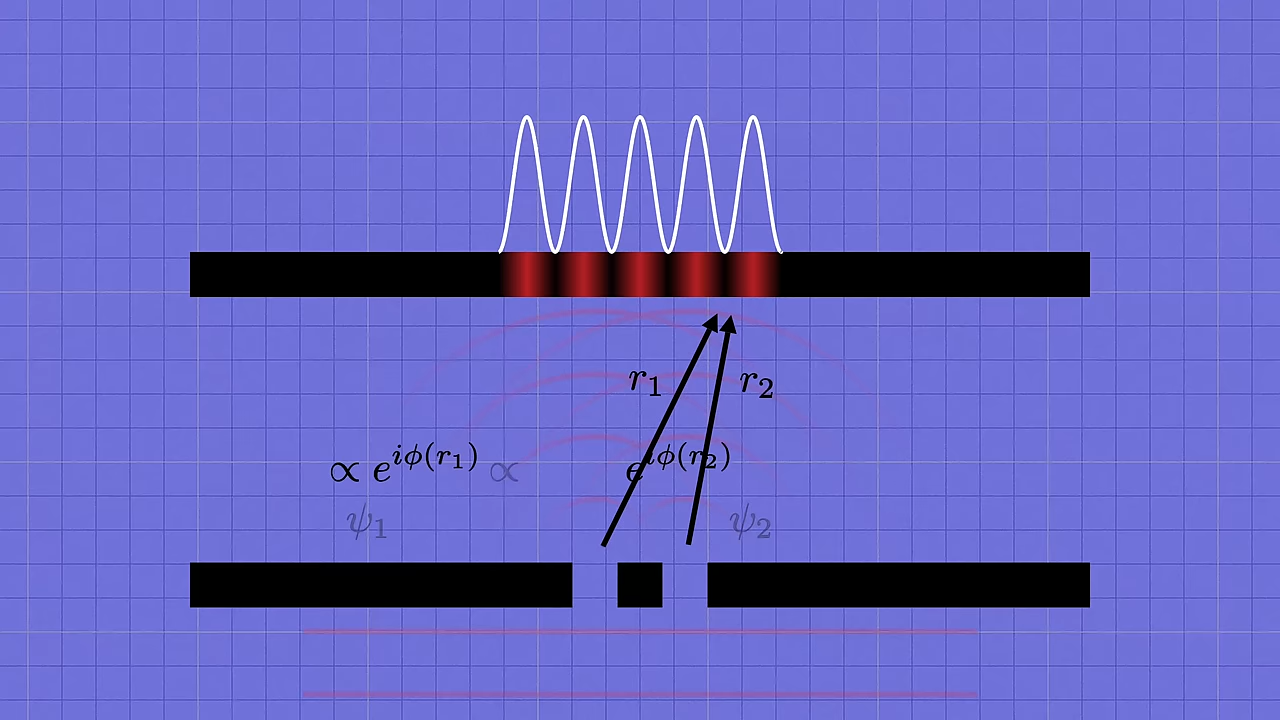 r₁ r₂
∝ e^{iϕ(r₁)} ∝ e^{iϕ(r₂)}
ψ₁ ψ₂